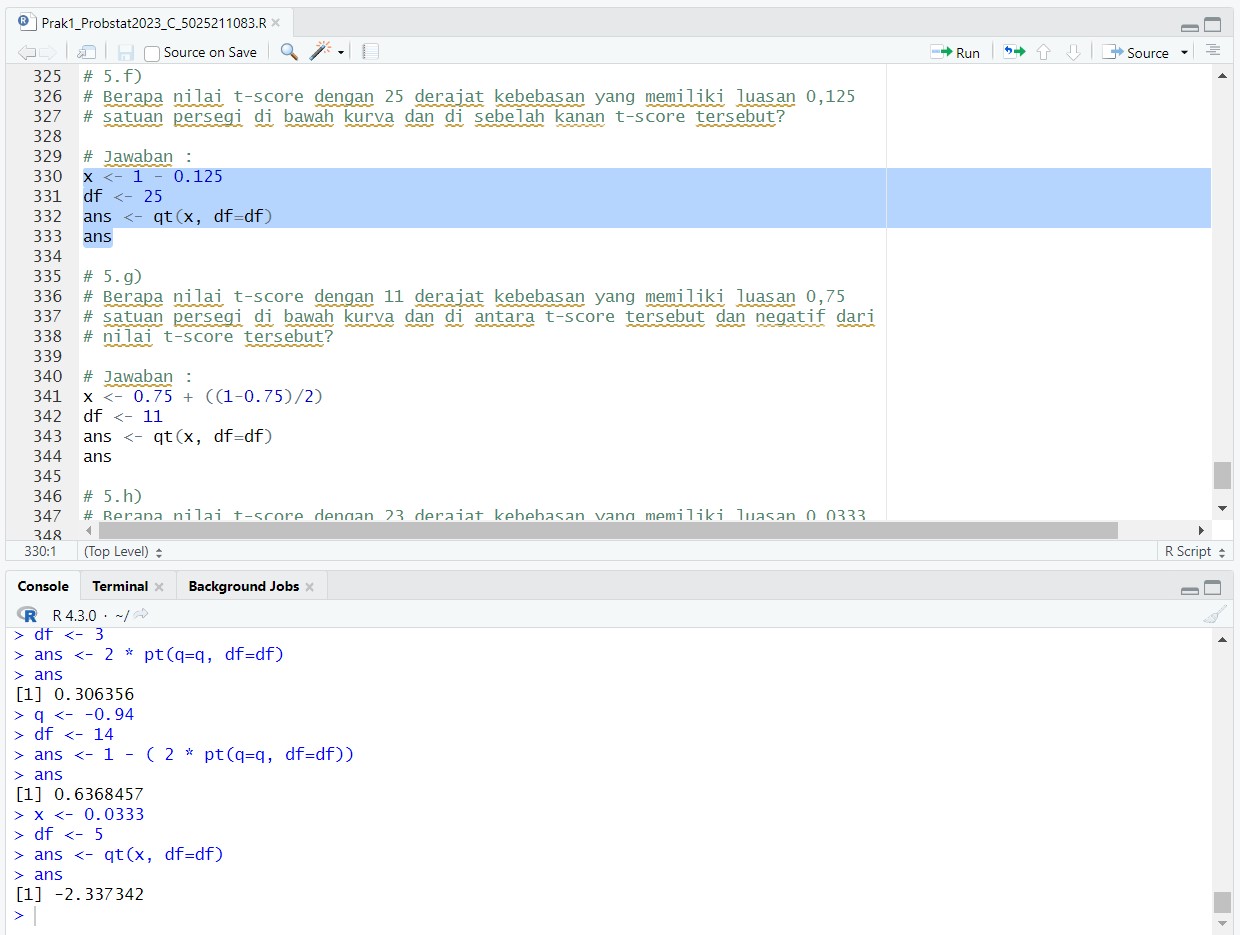 Prak1_Probstat2023_C_5025211083.R
Source on Save
Run
Source
325 # 5.f)
326 # Berapa nilai t-score dengan 25 derajat kebebasan yang memiliki luasan 0,125
327 # satuan persegi di bawah kurva dan di sebelah kanan t-score tersebut?
328
329 # Jawaban :
330 x <- 1 - 0.125
331 df <- 25
332 ans <- qt(x, df=df)
333 ans
334
335 # 5.g)
336 # Berapa nilai t-score dengan 11 derajat kebebasan yang memiliki luasan 0,75
337 # satuan persegi di bawah kurva dan di antara t-score tersebut dan negatif dari
338 # nilai t-score tersebut?
339
340 # Jawaban :
341 x <- 0.75 + ((1-0.75)/2)
342 df <- 11
343 ans <- qt(x, df=df)
344 ans
345
346 # 5.h)
347 # Berapa nilai t-score dengan 23 derajat kebebasan yang memiliki luasan 0,0333
348
330:1 (Top Level) R Script
Console Terminal Background Jobs
R R 4.3.0 · ~/
> df <- 3
> ans <- 2 * pt(q=q, df=df)
> ans
[1] 0.306356
> q <- -0.94
> df <- 14
> ans <- 1 - ( 2 * pt(q=q, df=df))
> ans
[1] 0.6368457
> x <- 0.0333
> df <- 5
> ans <- qt(x, df=df)
> ans
[1] -2.337342
>